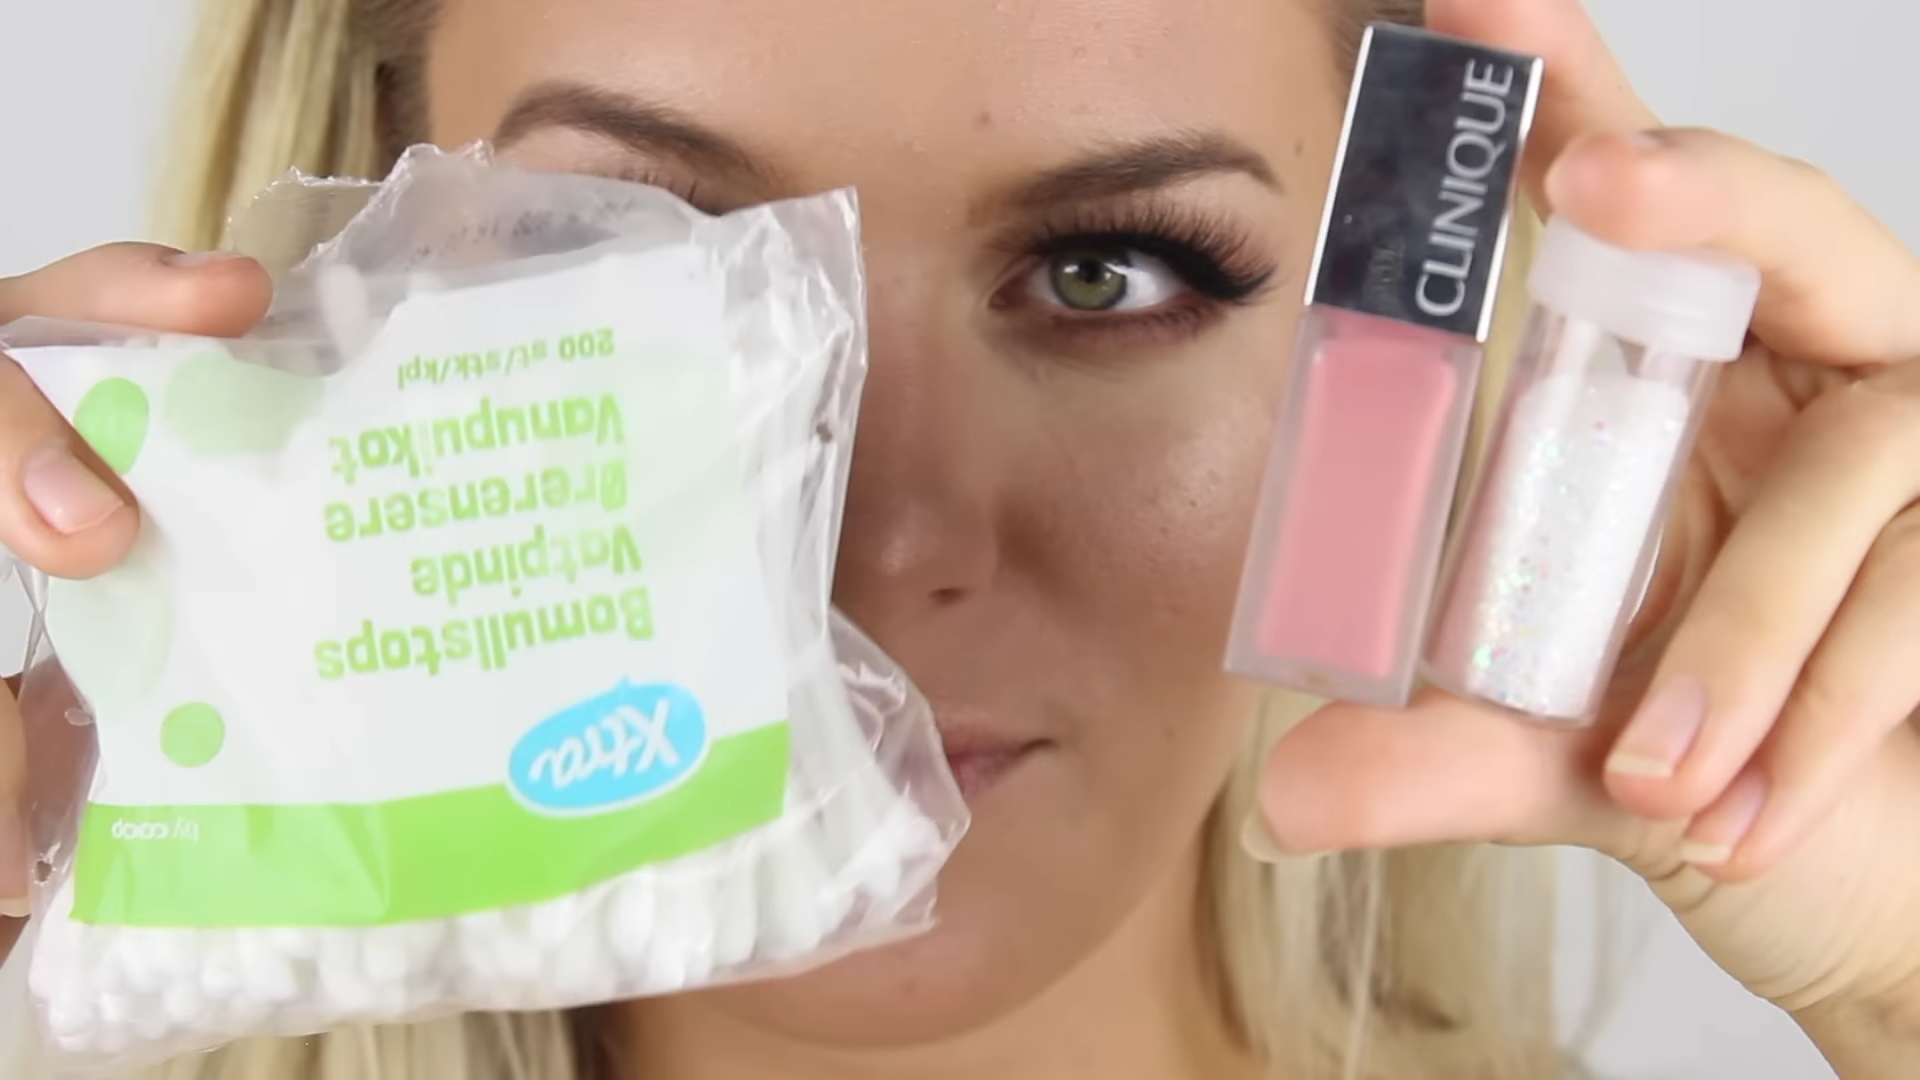 Xtra
Bomullstops
Vatpinde
Ørerensere
Vanupuikot
200 st/stk/kpl
by coop
CLINIQUE